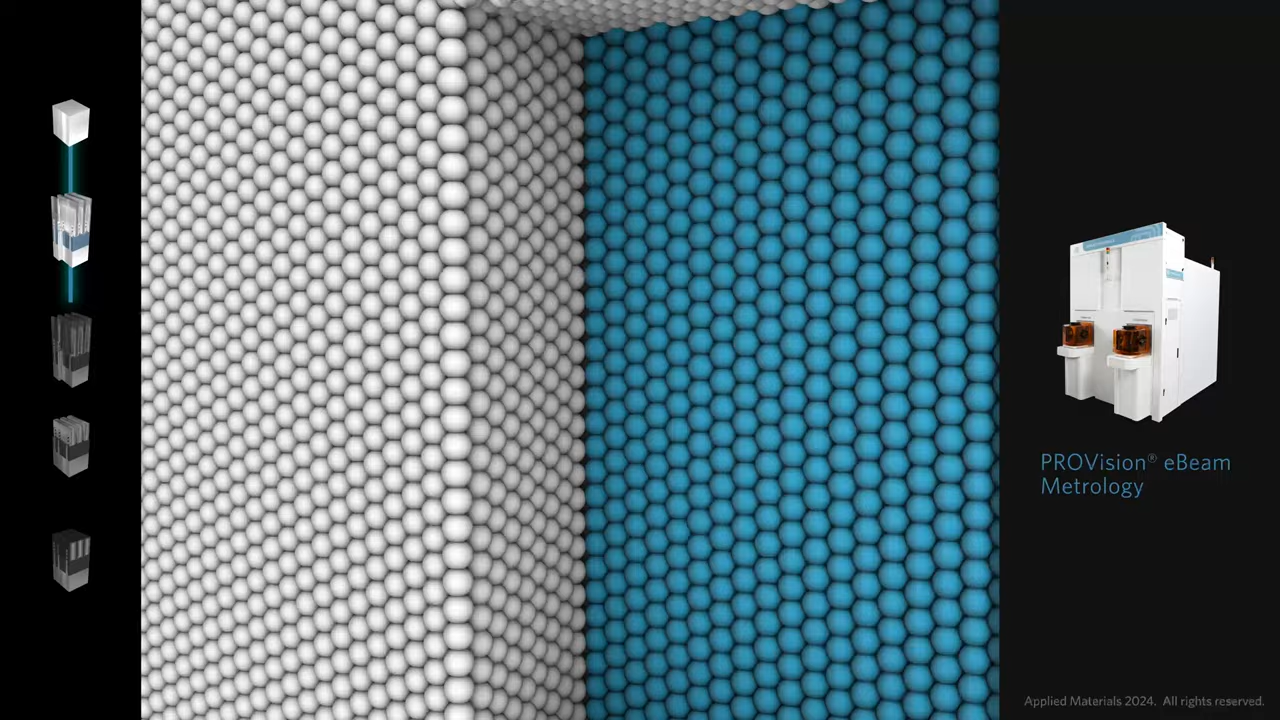 PROVision® eBeam
Metrology
Applied Materials 2024. All rights reserved.